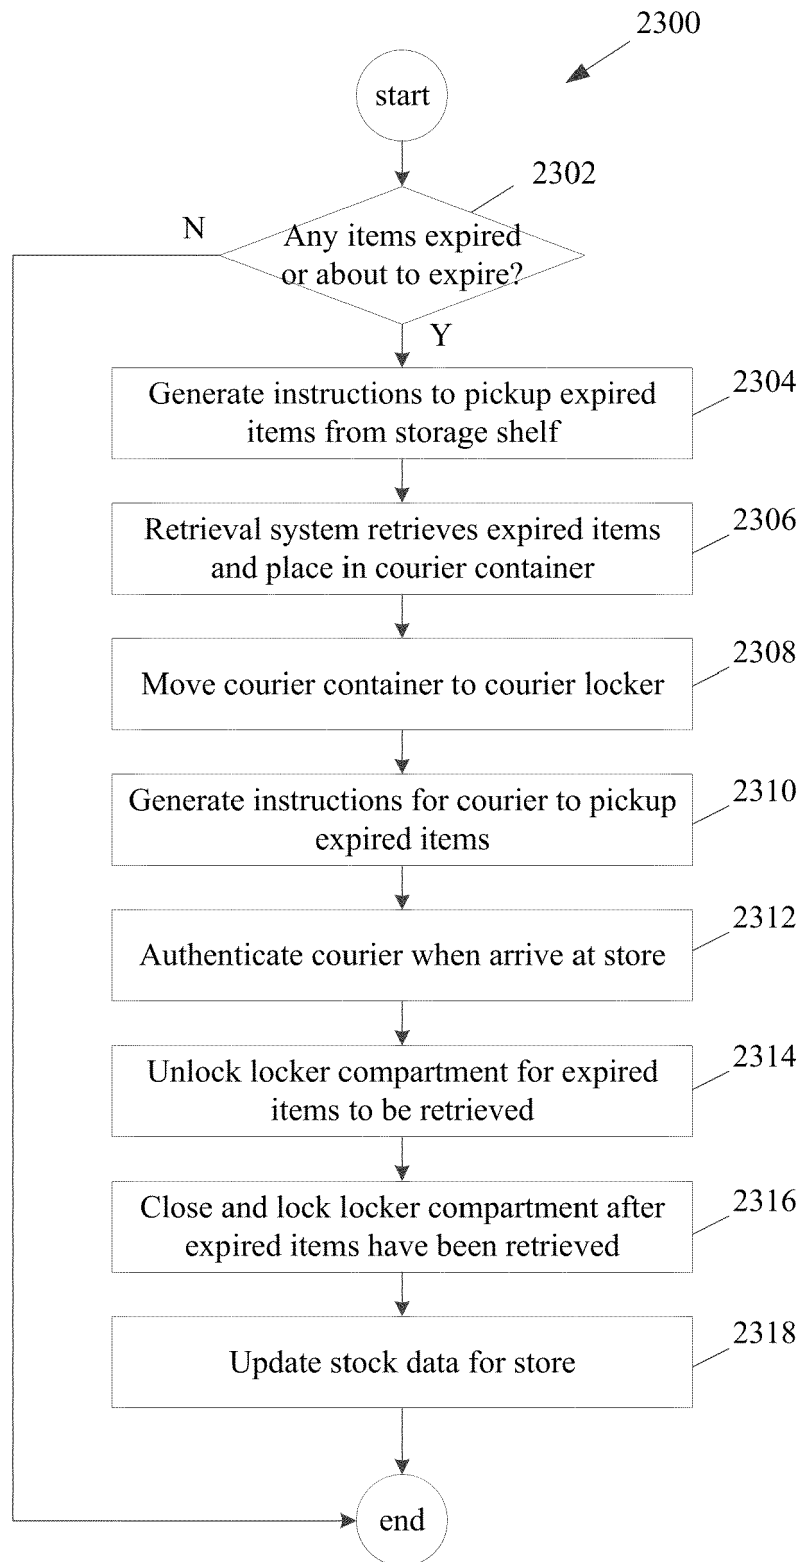 2300
start
2302
N
Any items expired
or about to expire?
Y
2304
Generate instructions to pickup expired
items from storage shelf
2306
Retrieval system retrieves expired items
and place in courier container
2308
Move courier container to courier locker
2310
Generate instructions for courier to pickup
expired items
2312
Authenticate courier when arrive at store
2314
Unlock locker compartment for expired
items to be retrieved
2316
Close and lock locker compartment after
expired items have been retrieved
2318
Update stock data for store
end